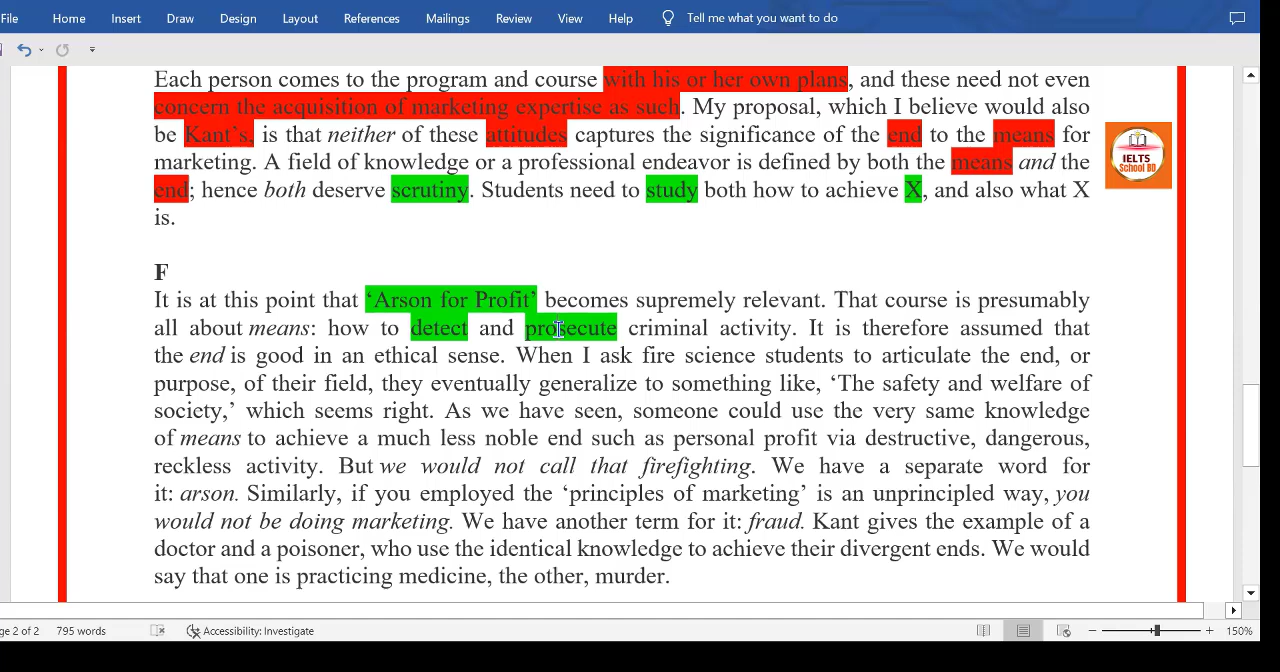 File Home Insert Draw Design Layout References Mailings Review View Help Tell me what you want to do
Each person comes to the program and course with his or her own plans, and these need not even
concern the acquisition of marketing expertise as such. My proposal, which I believe would also
be Kant's, is that neither of these attitudes captures the significance of the end to the means for
marketing. A field of knowledge or a professional endeavor is defined by both the means and the
end; hence both deserve scrutiny. Students need to study both how to achieve X, and also what X
is.
IELTS
School BD
F
It is at this point that ‘Arson for Profit’ becomes supremely relevant. That course is presumably
all about means: how to detect and prosecute criminal activity. It is therefore assumed that
the end is good in an ethical sense. When I ask fire science students to articulate the end, or
purpose, of their field, they eventually generalize to something like, ‘The safety and welfare of
society,’ which seems right. As we have seen, someone could use the very same knowledge
of means to achieve a much less noble end such as personal profit via destructive, dangerous,
reckless activity. But we would not call that firefighting. We have a separate word for
it: arson. Similarly, if you employed the ‘principles of marketing’ is an unprincipled way, you
would not be doing marketing. We have another term for it: fraud. Kant gives the example of a
doctor and a poisoner, who use the identical knowledge to achieve their divergent ends. We would
say that one is practicing medicine, the other, murder.
ge 2 of 2 795 words Accessibility: Investigate 150%